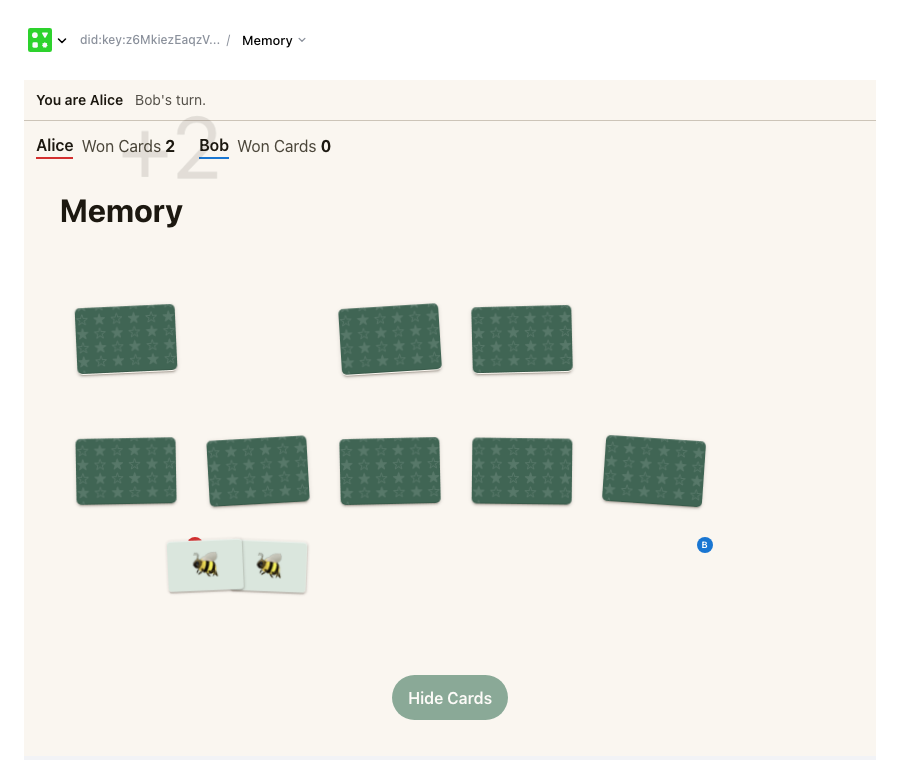 did:key:z6MkiezEaqzV... / Memory
You are Alice Bob's turn.
+2
Alice Won Cards 2 Bob Won Cards 0
Memory
B
Hide Cards